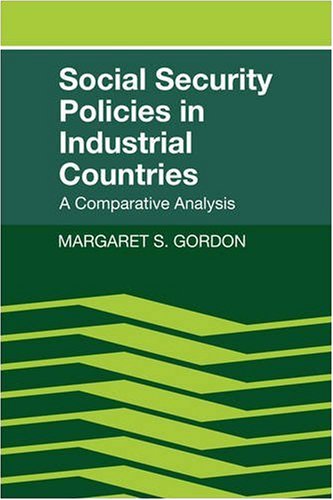 Social Security
Policies in
Industrial
Countries
A Comparative Analysis
MARGARET S. GORDON